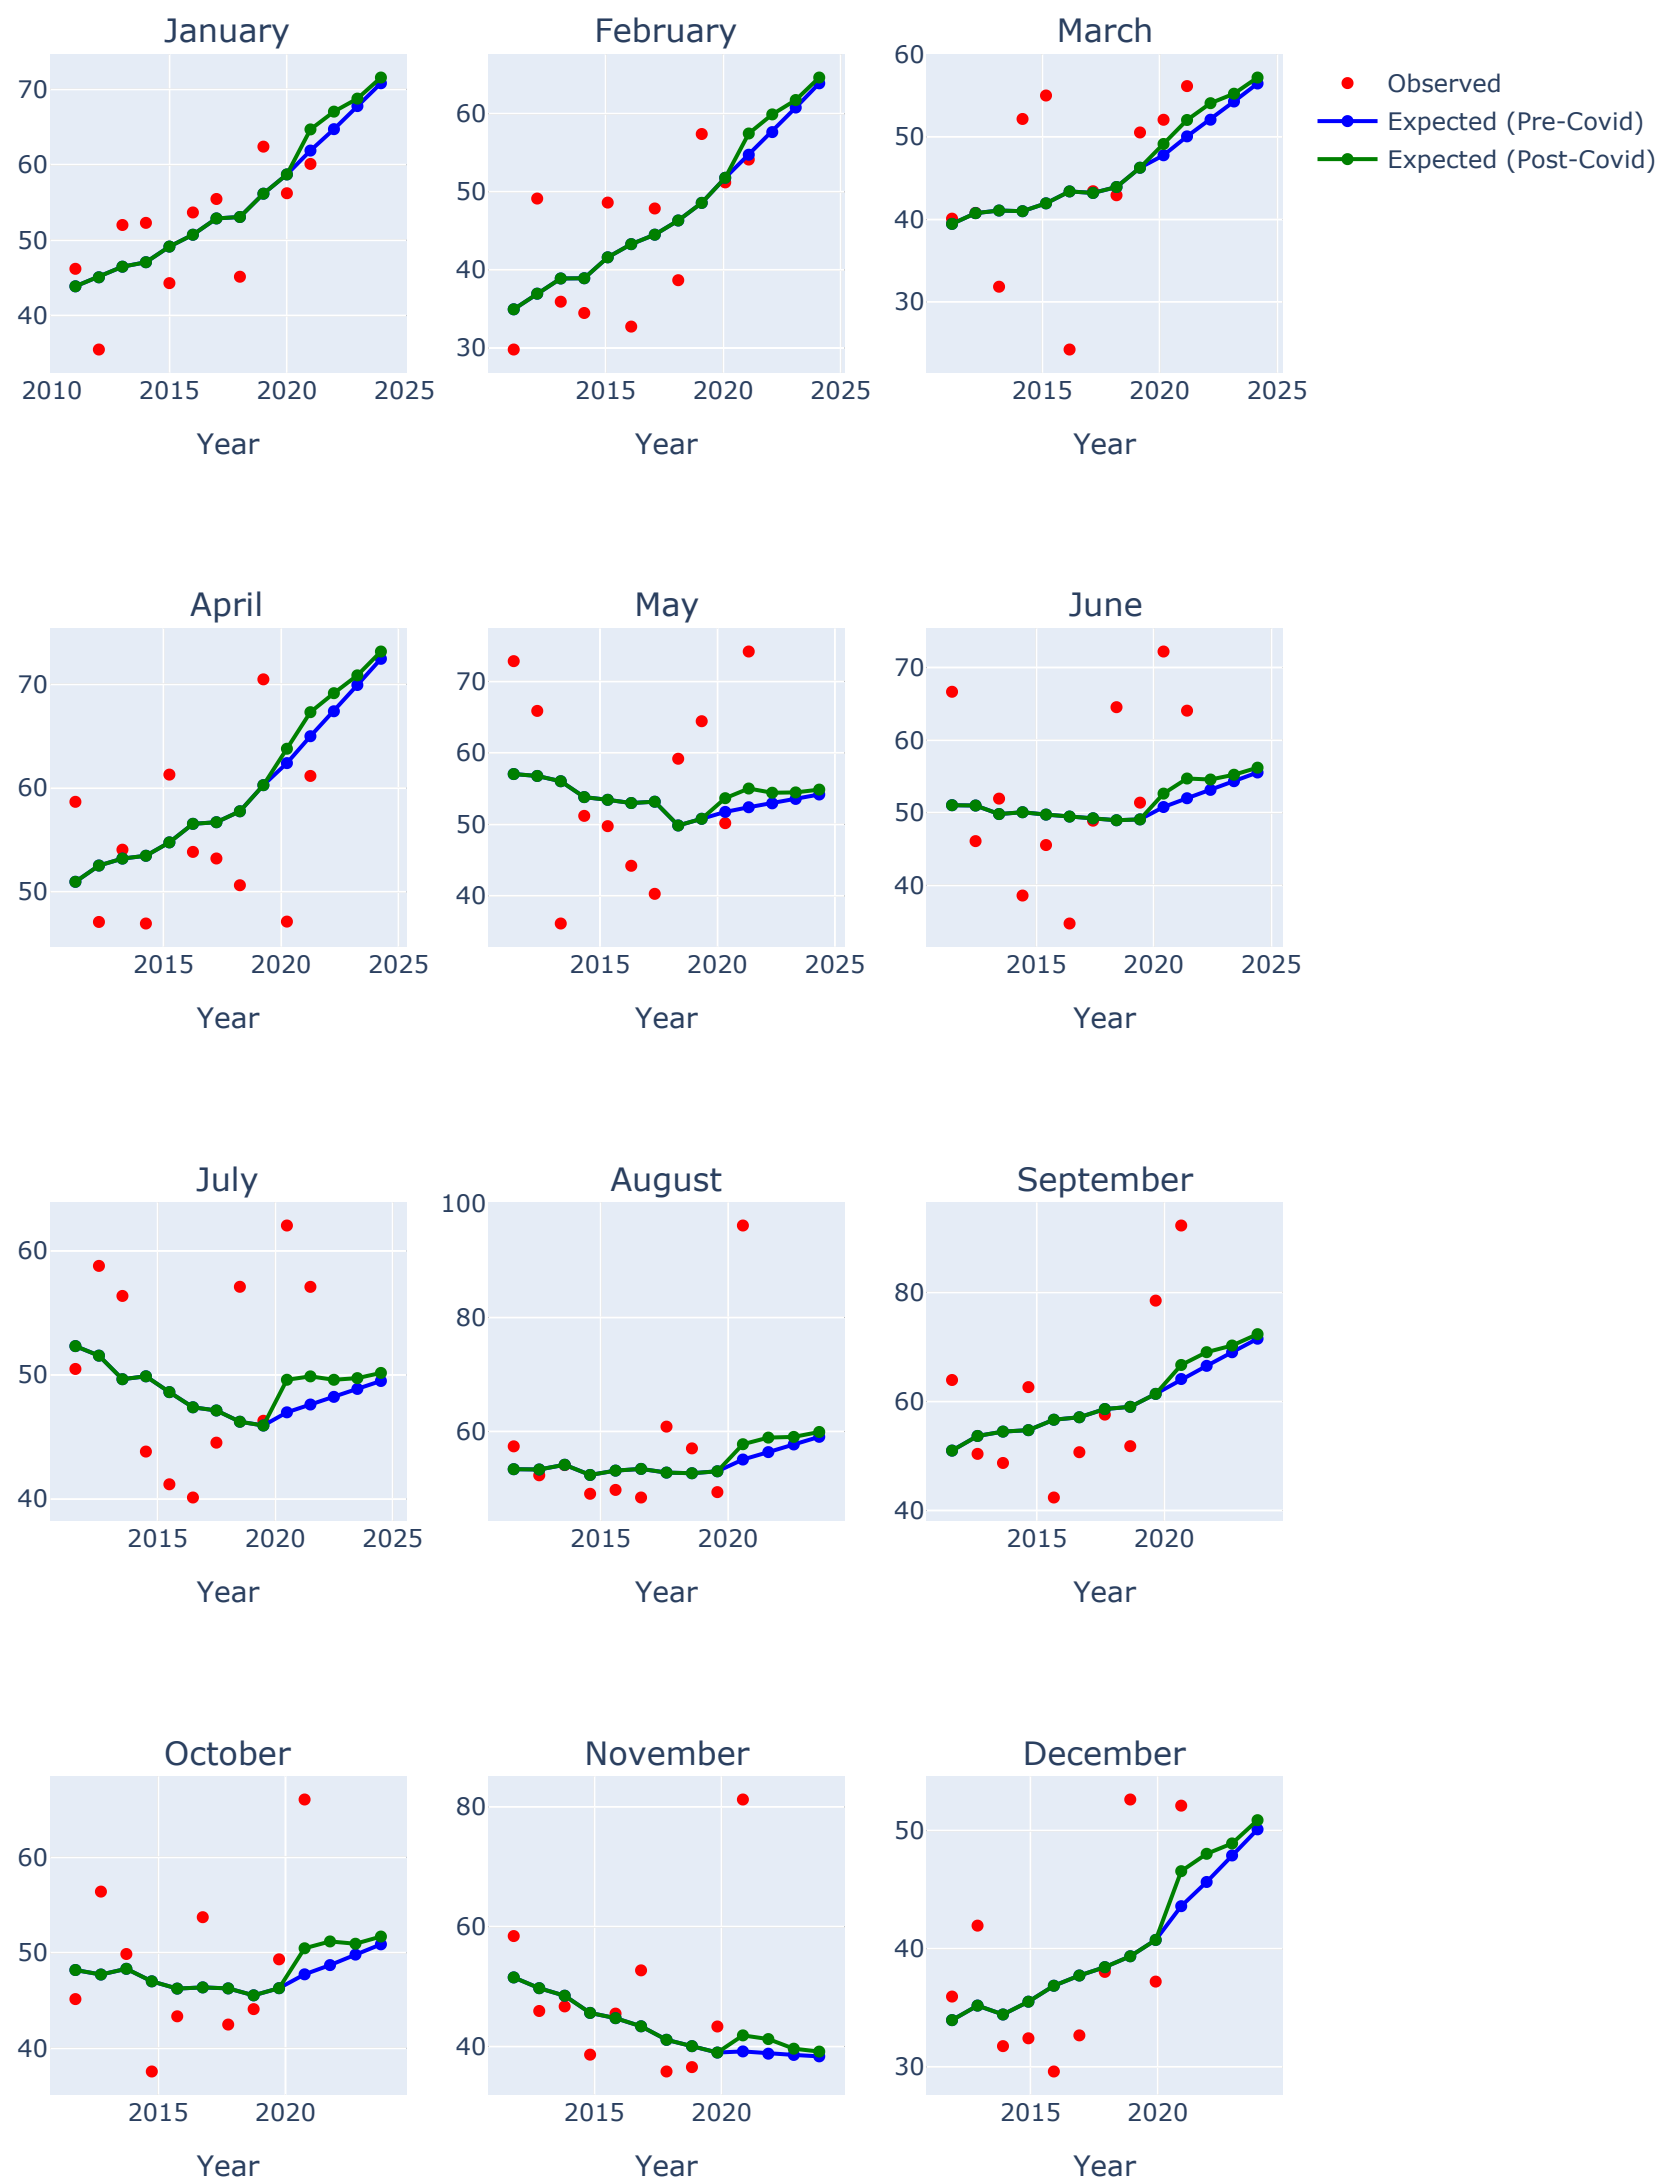 January
February
March
70
60
50
40
2010
2015
2020
2025
Year
60
50
40
30
2015
2020
2025
Year
60
50
40
30
2015
2020
2025
Year
Observed
Expected (Pre-Covid)
Expected (Post-Covid)
April
May
June
70
60
50
2015
2020
2025
Year
70
60
50
40
2015
2020
2025
Year
70
60
50
40
2015
2020
2025
Year
July
August
September
60
50
40
2015
2020
2025
Year
100
80
60
2015
2020
Year
80
60
40
2015
2020
Year
October
November
December
60
50
40
2015
2020
Year
80
60
40
2015
2020
Year
50
40
30
2015
2020
Year